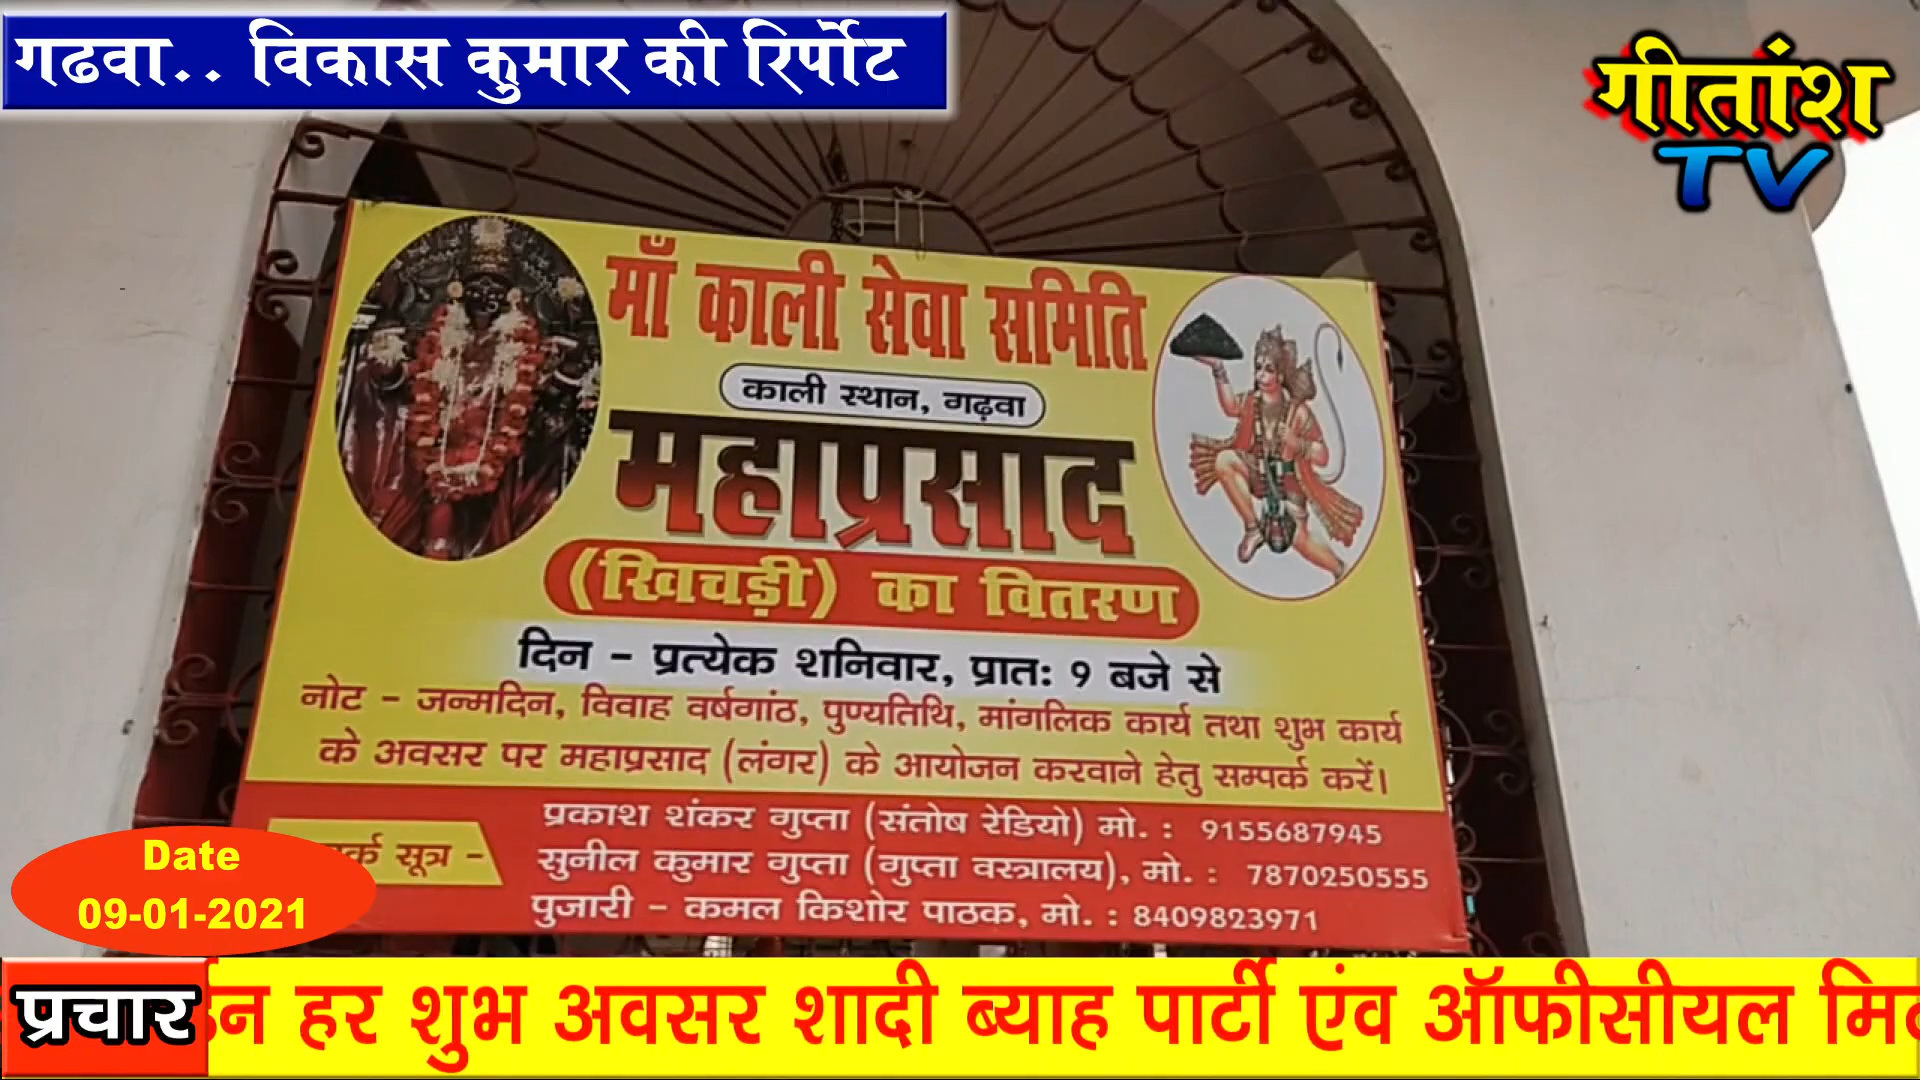 गढवा.. विकास कुमार की रिर्पोट
गीतांश
TV
माँ काली सेवा समिति
काली स्थान, गढ़वा
महाप्रसाद
(खिचड़ी) का वितरण
दिन - प्रत्येक शनिवार, प्रातः ९ बजे से
नोट - जन्मदिन, विवाह वर्षगांठ, पुण्यतिथि, मांगलिक कार्य तथा शुभ कार्य
के अवसर पर महाप्रसाद (लंगर) के आयोजन करवाने हेतु सम्पर्क करें।
सूत्र -
प्रकाश शंकर गुप्ता (संतोष रेडियो) मो. : 9155687945
सुनील कुमार गुप्ता (गुप्ता वस्त्रालय), मो. : 7870250555
पुजारी - कमल किशोर पाठक, मो. : 8409823971
Date
09-01-2021
प्रचार
हर शुभ अवसर शादी ब्याह पार्टी एंव ऑफीसीयल